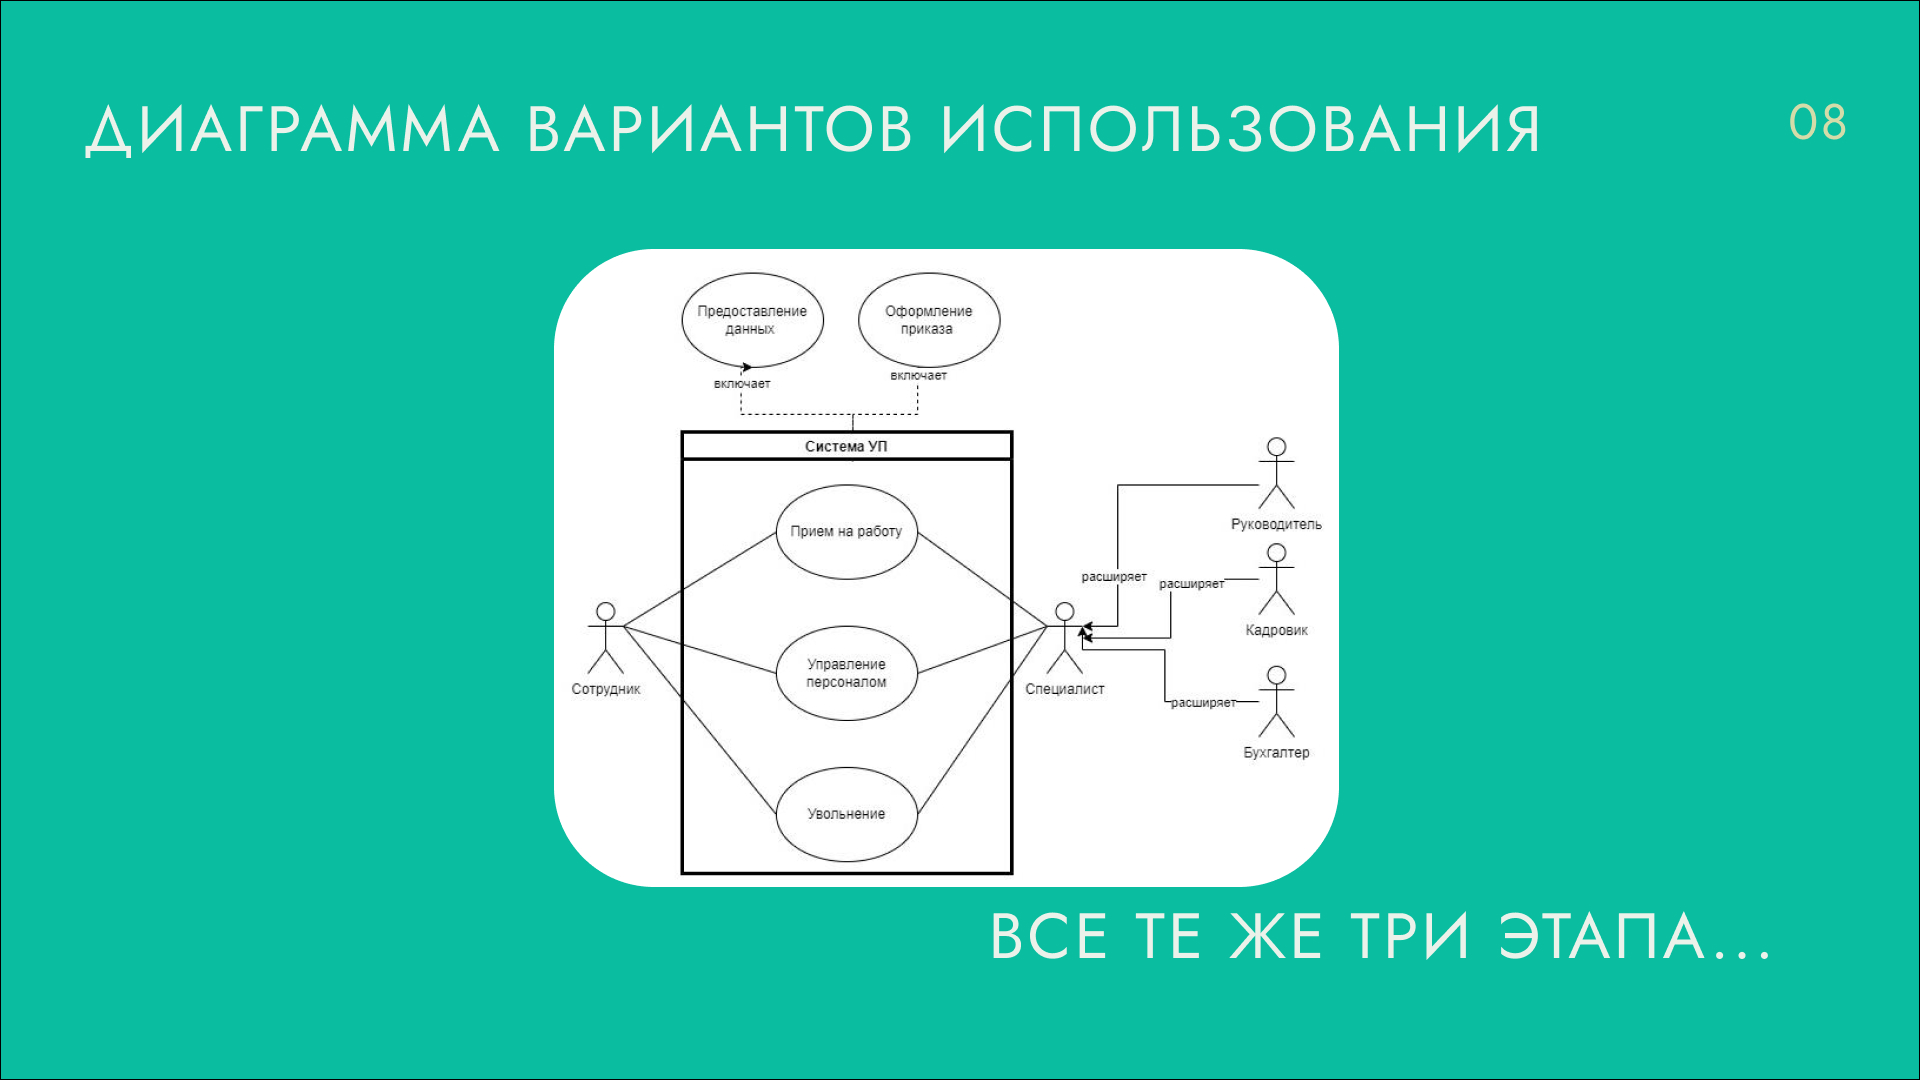 ДИАГРАММА ВАРИАНТОВ ИСПОЛЬЗОВАНИЯ
08
Предоставление
данных
Оформление
приказа
включает
включает
Система УП
Прием на работу
Управление
персоналом
Увольнение
Сотрудник
Специалист
расширяет
расширяет
расширяет
Руководитель
Кадровик
Бухгалтер
ВСЕ ТЕ ЖЕ ТРИ ЭТАПА...